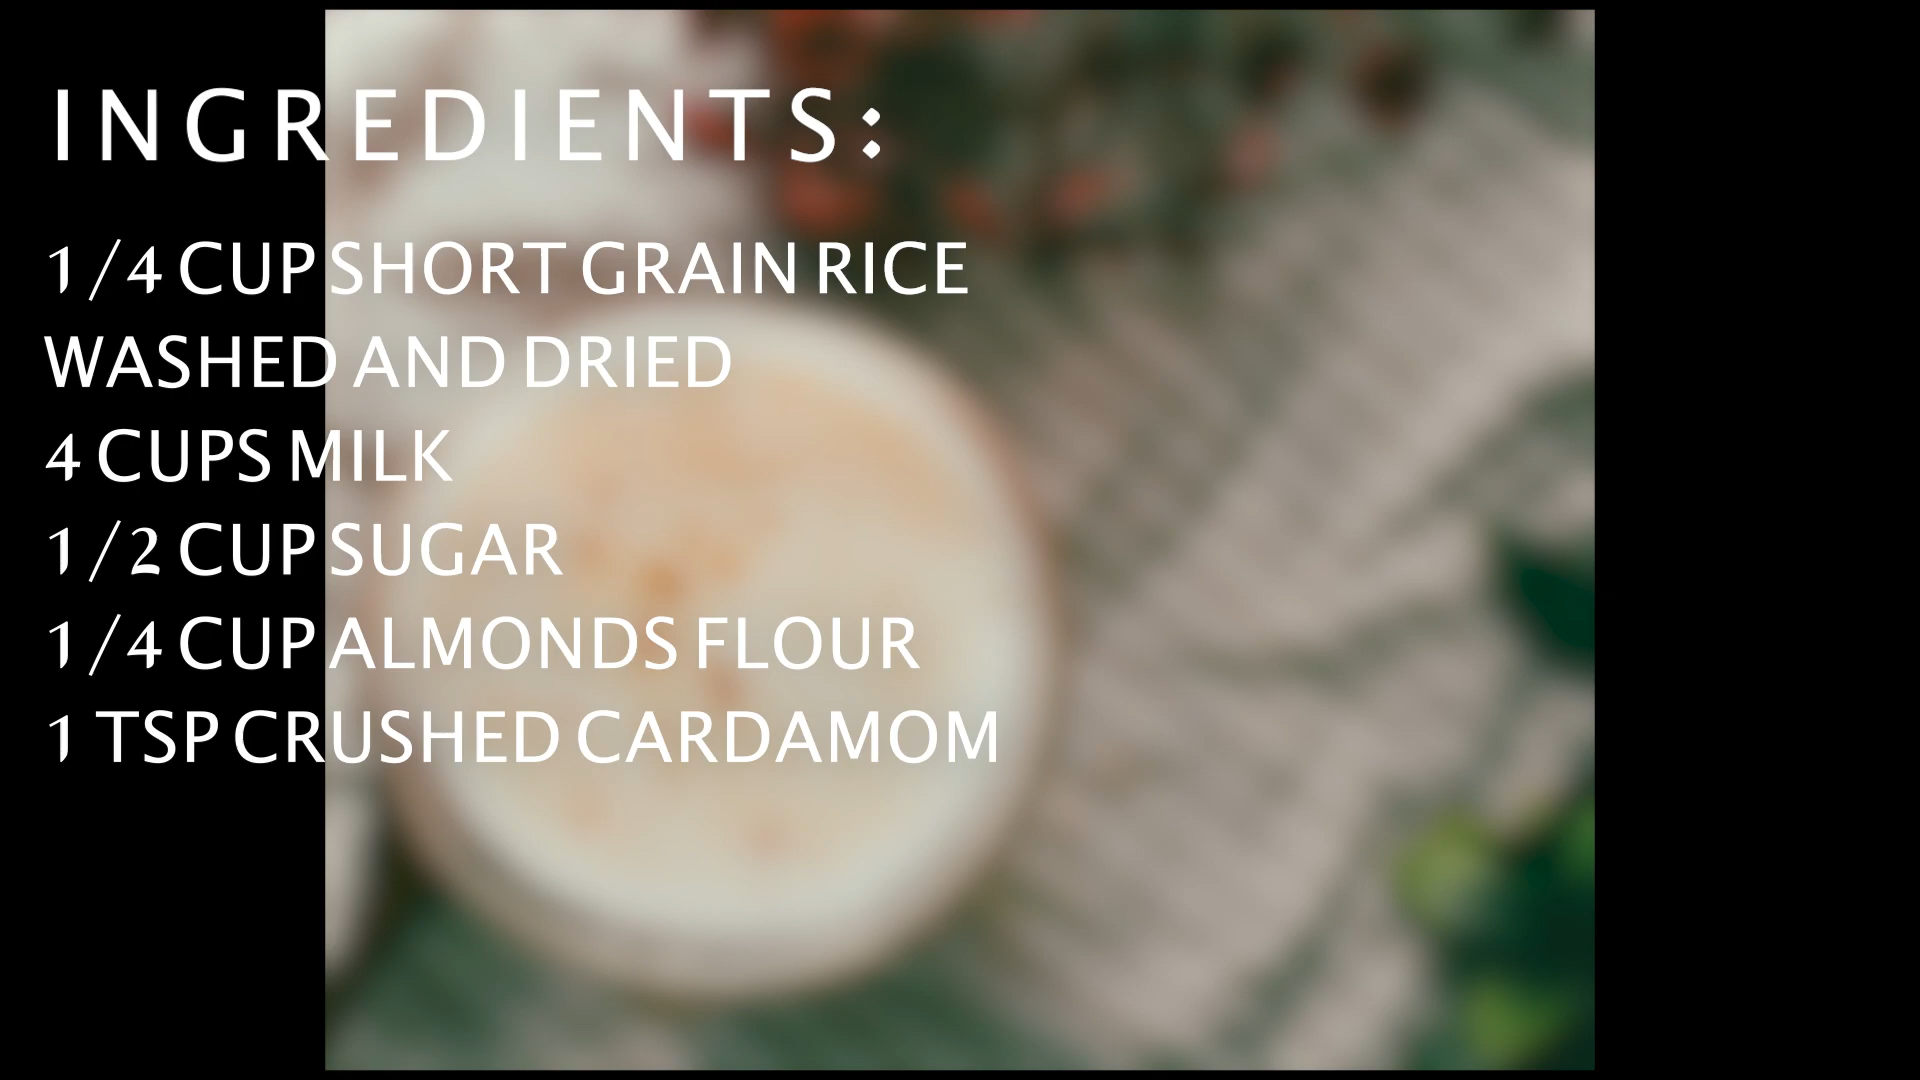 INGREDIENTS:
1/4 CUP SHORT GRAIN RICE
WASHED AND DRIED
4 CUPS MILK
1/2 CUP SUGAR
1/4 CUP ALMONDS FLOUR
1 TSP CRUSHED CARDAMOM